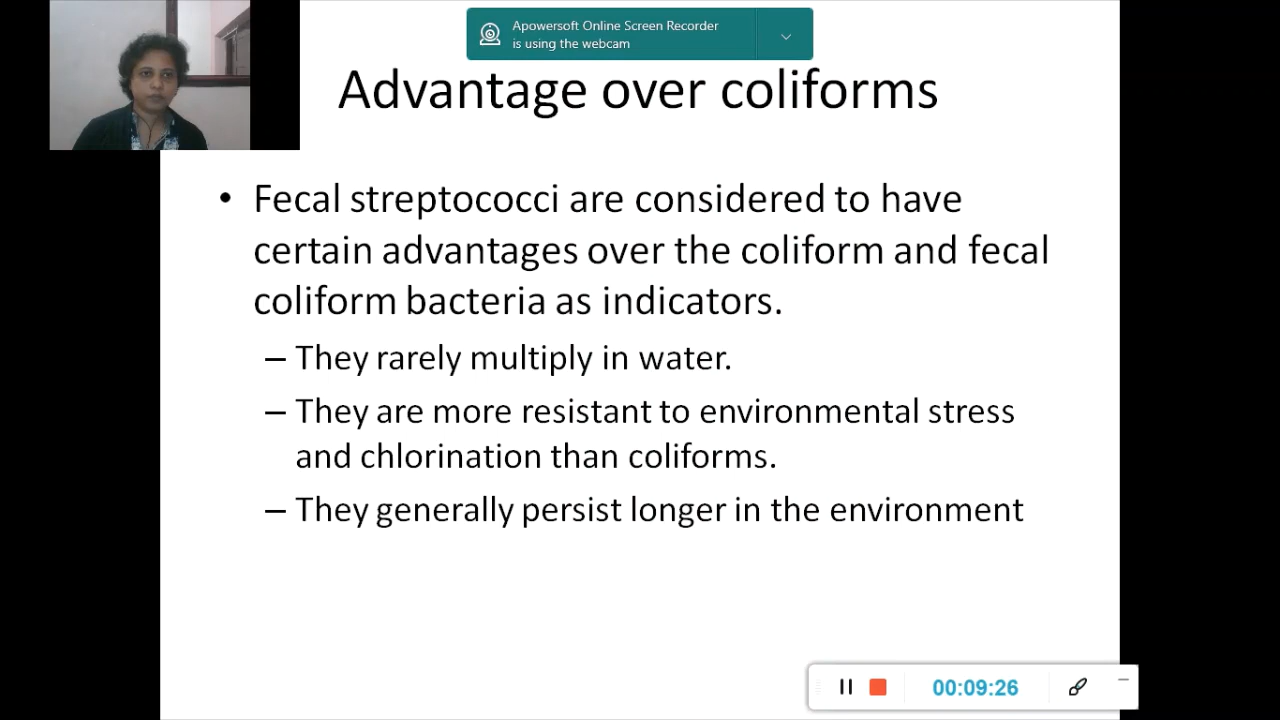 Apowersoft Online Screen Recorder
is using the webcam
Advantage over coliforms
• Fecal streptococci are considered to have
certain advantages over the coliform and fecal
coliform bacteria as indicators.
– They rarely multiply in water.
– They are more resistant to environmental stress
and chlorination than coliforms.
– They generally persist longer in the environment
00:09:26